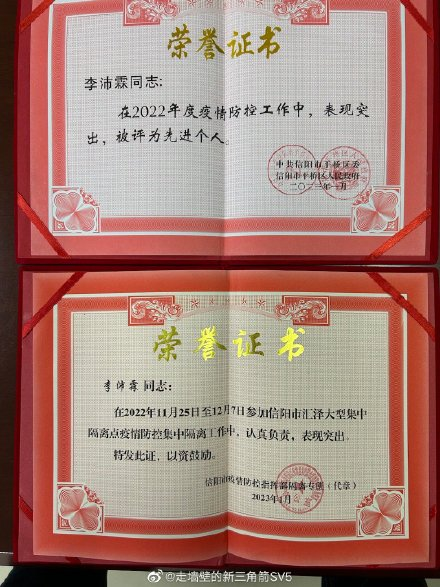 荣誉证书
李沛霖同志：
在2022年度疫情防控工作中，表现突
出，被评为先进个人。
中共信阳市平桥区委
信阳市平桥区人民政府
二〇二三年一月
荣誉证书
李沛霖 同志：
在2022年11月25日至12月7日参加信阳市汇泽大型集中
隔离点疫情防控集中隔离工作中，认真负责，表现突出。
特发此证，以资鼓励。
信阳市疫情防控指挥部隔离专班（代章）
2023年1月
@走墙壁的新三角箭SV5